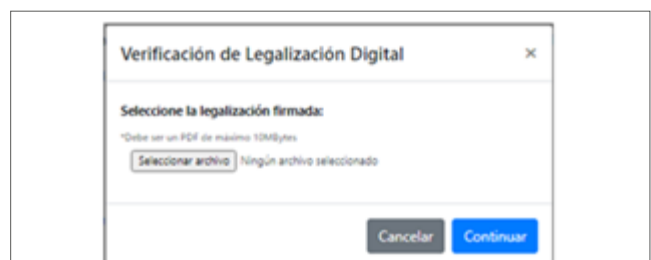 Verificación de Legalización Digital ×
Seleccione la legalización firmada:
*Debe ser un PDF de máximo 10MBytes
Seleccionar archivo Ningún archivo seleccionado
Cancelar Continuar